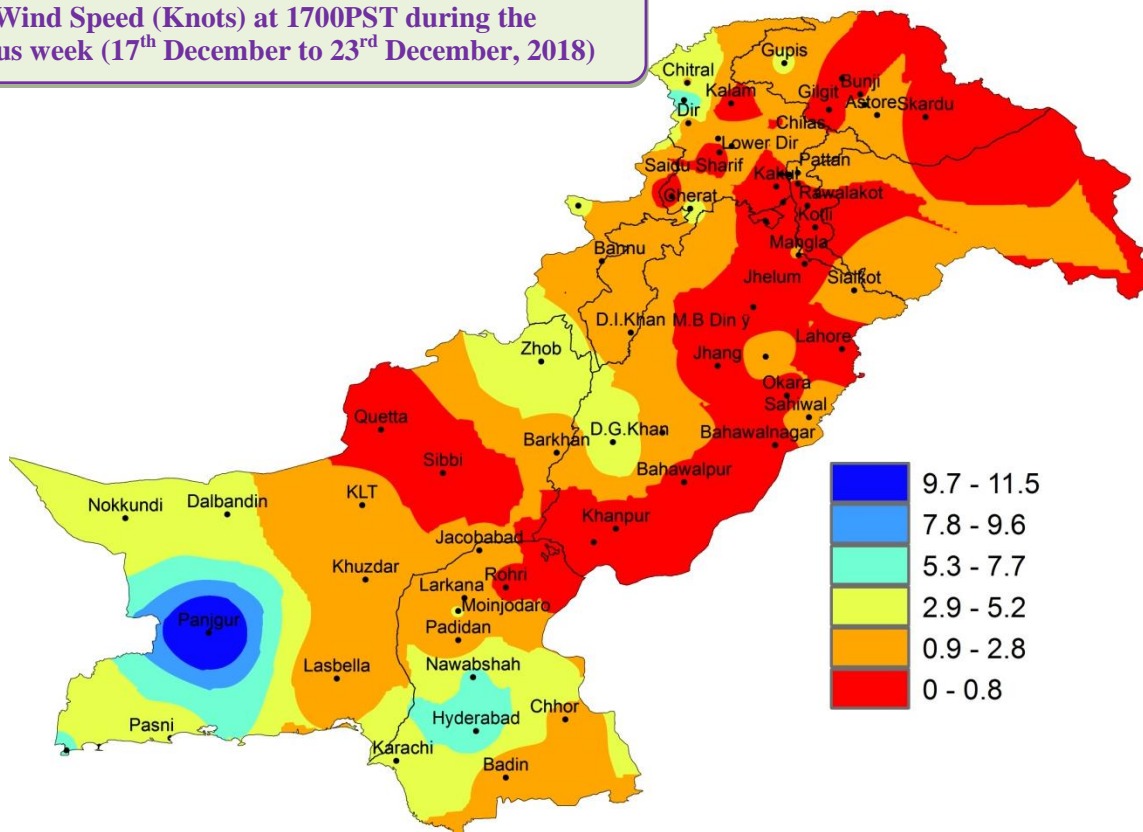 Wind Speed (Knots) at 1700PST during the
us week (17th December to 23rd December, 2018)
Gupis
Chitral
Bunji
Kalam
Gilgit
Astore
Skardu
Dir
Chilas
Lower Dir
Pattan
Saidu Sharif
Kakul
Cherat
Rawalakot
Kotli
Mangla
Bannu
Jhelum
Sialkot
D.I.Khan
M.B Din ÿ
Lahore
Zhob
Jhang
Okara
Sahiwal
Quetta
D.G.Khan
Bahawalnagar
Barkhan
Sibbi
Bahawalpur
Nokkundi
Dalbandin
KLT
Khanpur
Jacobabad
Khuzdar
Larkana
Rohri
Moinjodaro
Panjgur
Padidan
Lasbella
Nawabshah
Chhor
Pasni
Hyderabad
Karachi
Badin
9.7 - 11.5
7.8 - 9.6
5.3 - 7.7
2.9 - 5.2
0.9 - 2.8
0 - 0.8